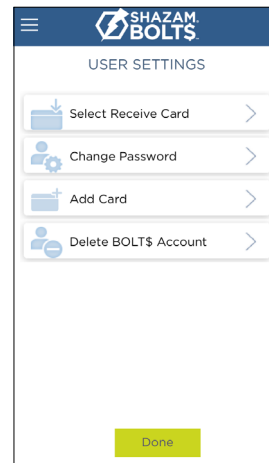 SHAZAM.
BOLT$.
USER SETTINGS
Select Receive Card
Change Password
Add Card
Delete BOLT$ Account
Done